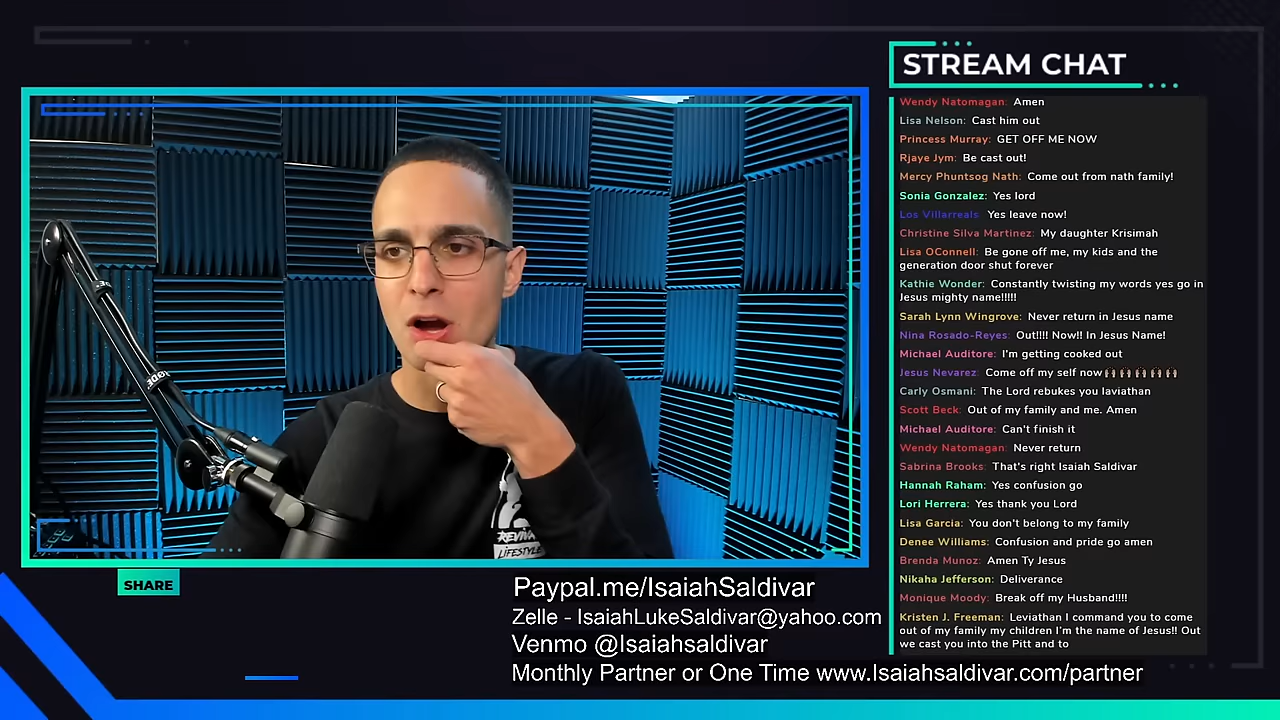 STREAM CHAT
Wendy Natomagan: Amen
Lisa Nelson: Cast him out
Princess Murray: GET OFF ME NOW
Rjaye Jym: Be cast out!
Mercy Phuntsog Nath: Come out from nath family!
Sonia Gonzalez: Yes lord
Los Villarreals: Yes leave now!
Christine Silva Martinez: My daughter Krisimah
Lisa OConnell: Be gone off me, my kids and the
generation door shut forever
Kathie Wonder: Constantly twisting my words yes go in
Jesus mighty name!!!!!
Sarah Lynn Wingrove: Never return in Jesus name
Nina Rosado-Reyes: Out!!!! Now!! In Jesus Name!
Michael Auditore: I'm getting cooked out
Jesus Nevarez: Come off my self now🙌🙌🙌🙌🙌
Carly Osmani: The Lord rebukes you laviathan
Scott Beck: Out of my family and me. Amen
Michael Auditore: Can't finish it
Wendy Natomagan: Never return
Sabrina Brooks: That's right Isaiah Saldivar
Hannah Raham: Yes confusion go
Lori Herrera: Yes thank you Lord
Lisa Garcia: You don't belong to my family
Denee Williams: Confusion and pride go amen
Brenda Munoz: Amen Ty Jesus
Nikaha Jefferson: Deliverance
Monique Moody: Break off my Husband!!!!
Kristen J. Freeman: Leviathan I command you to come
out of my family my children I'm the name of Jesus!! Out
we cast you into the Pitt and to
REVIVAL
LIFESTYLE
SHARE
Paypal.me/IsaiahSaldivar
Zelle - IsaiahLukeSaldivar@yahoo.com
Venmo @Isaiahsaldivar
Monthly Partner or One Time www.Isaiahsaldivar.com/partner